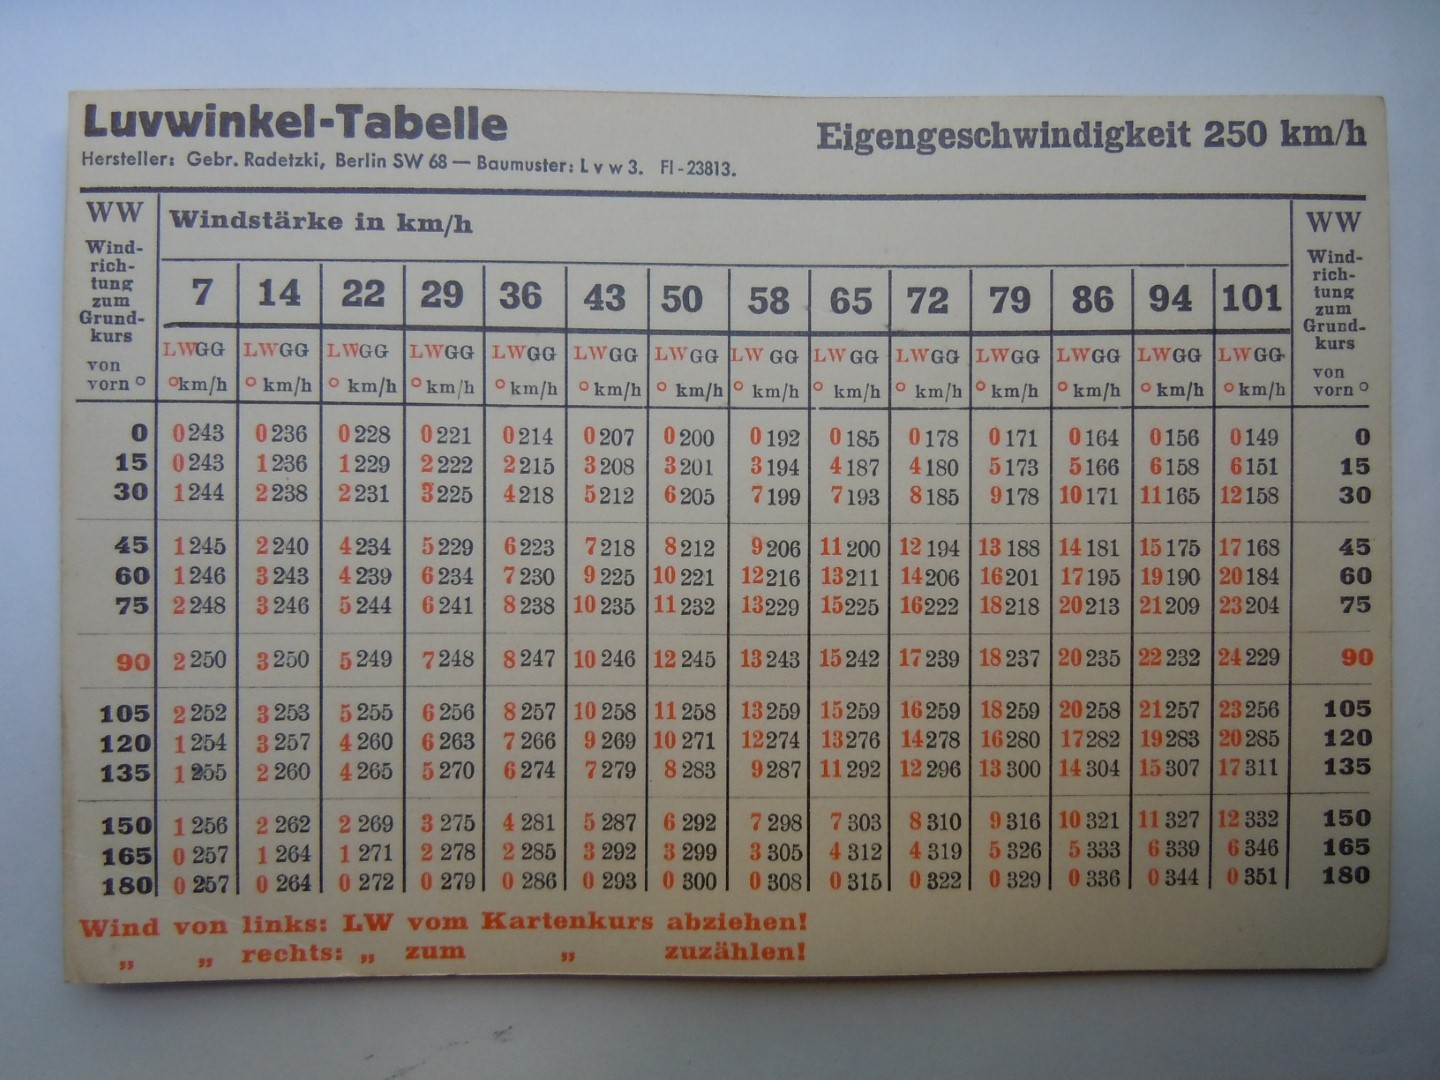 Luvwinkel-Tabelle
Eigengeschwindigkeit 250 km/h
Hersteller: Gebr. Radetzki, Berlin SW 68 — Baumuster: L v w 3. Fl-23813.
WW Windstärke in km/h WW
Wind-
rich-
tung
zum
Grund-
kurs
von
vorn °
Wind-
rich-
tung
zum
Grund-
kurs
von
vorn °
7 14 22 29 36 43 50 58 65 72 79 86 94 101
LW GG LW GG LW GG LW GG LW GG LW GG LW GG LW GG LW GG LW GG LW GG LW GG LW GG LW GG
° km/h ° km/h ° km/h ° km/h ° km/h ° km/h ° km/h ° km/h ° km/h ° km/h ° km/h ° km/h ° km/h ° km/h
0 0 243 0 236 0 228 0 221 0 214 0 207 0 200 0 192 0 185 0 178 0 171 0 164 0 156 0 149 0
15 0 243 1 236 1 229 2 222 2 215 3 208 3 201 3 194 4 187 4 180 5 173 5 166 6 158 6 151 15
30 1 244 2 238 2 231 3 225 4 218 5 212 6 205 7 199 7 193 8 185 9 178 10 171 11 165 12 158 30
45 1 245 2 240 4 234 5 229 6 223 7 218 8 212 9 206 11 200 12 194 13 188 14 181 15 175 17 168 45
60 1 246 3 243 4 239 6 234 7 230 9 225 10 221 12 216 13 211 14 206 16 201 17 195 19 190 20 184 60
75 2 248 3 246 5 244 6 241 8 238 10 235 11 232 13 229 15 225 16 222 18 218 20 213 21 209 23 204 75
90 2 250 3 250 5 249 7 248 8 247 10 246 12 245 13 243 15 242 17 239 18 237 20 235 22 232 24 229 90
105 2 252 3 253 5 255 6 256 8 257 10 258 11 258 13 259 15 259 16 259 18 259 20 258 21 257 23 256 105
120 1 254 3 257 4 260 6 263 7 266 9 269 10 271 12 274 13 276 14 278 16 280 17 282 19 283 20 285 120
135 1 255 2 260 4 265 5 270 6 274 7 279 8 283 9 287 11 292 12 296 13 300 14 304 15 307 17 311 135
150 1 256 2 262 2 269 3 275 4 281 5 287 6 292 7 298 7 303 8 310 9 316 10 321 11 327 12 332 150
165 0 257 1 264 1 271 2 278 2 285 3 292 3 299 3 305 4 312 4 319 5 326 5 333 6 339 6 346 165
180 0 257 0 264 0 272 0 279 0 286 0 293 0 300 0 308 0 315 0 322 0 329 0 336 0 344 0 351 180
Wind von links: LW vom Kartenkurs abziehen!
„ „ rechts: „ zum „ zuzählen!